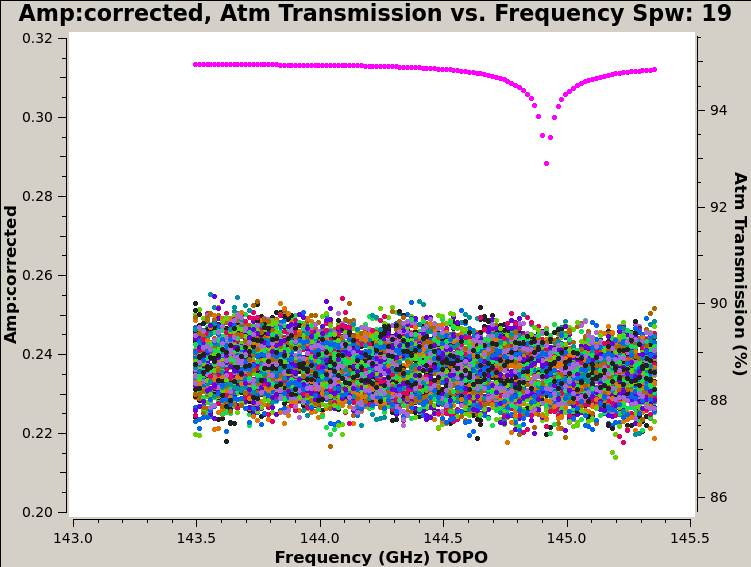 Amp:corrected, Atm Transmission vs. Frequency Spw: 19
0.32
0.30
0.28
0.26
0.24
0.22
0.20
Amp:corrected
94
92
90
88
86
Atm Transmission (%)
143.0 143.5 144.0 144.5 145.0 145.5
Frequency (GHz) TOPO